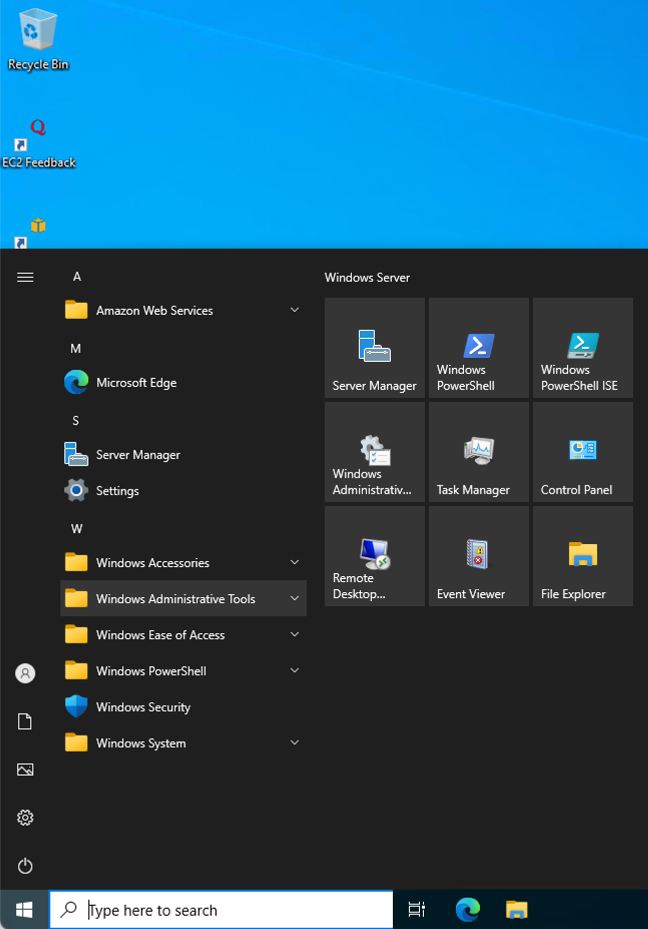 Recycle Bin
EC2 Feedback
A
Amazon Web Services
M
Microsoft Edge
S
Server Manager
Settings
W
Windows Accessories
Windows Administrative Tools
Windows Ease of Access
Windows PowerShell
Windows Security
Windows System
Windows Server
Server Manager
Windows
PowerShell
Windows
PowerShell ISE
Windows
Administrativ...
Task Manager
Control Panel
Remote
Desktop...
Event Viewer
File Explorer
Type here to search